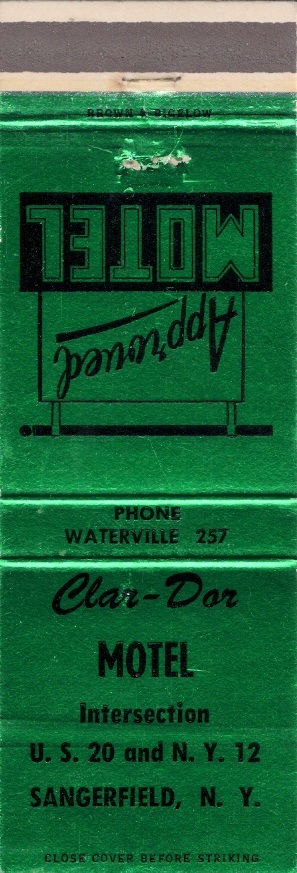 BROWN & BIGELOW
MOTEL
Approved
PHONE
WATERVILLE 257
Clar-Dor
MOTEL
Intersection
U. S. 20 and N. Y. 12
SANGERFIELD, N. Y.
CLOSE COVER BEFORE STRIKING